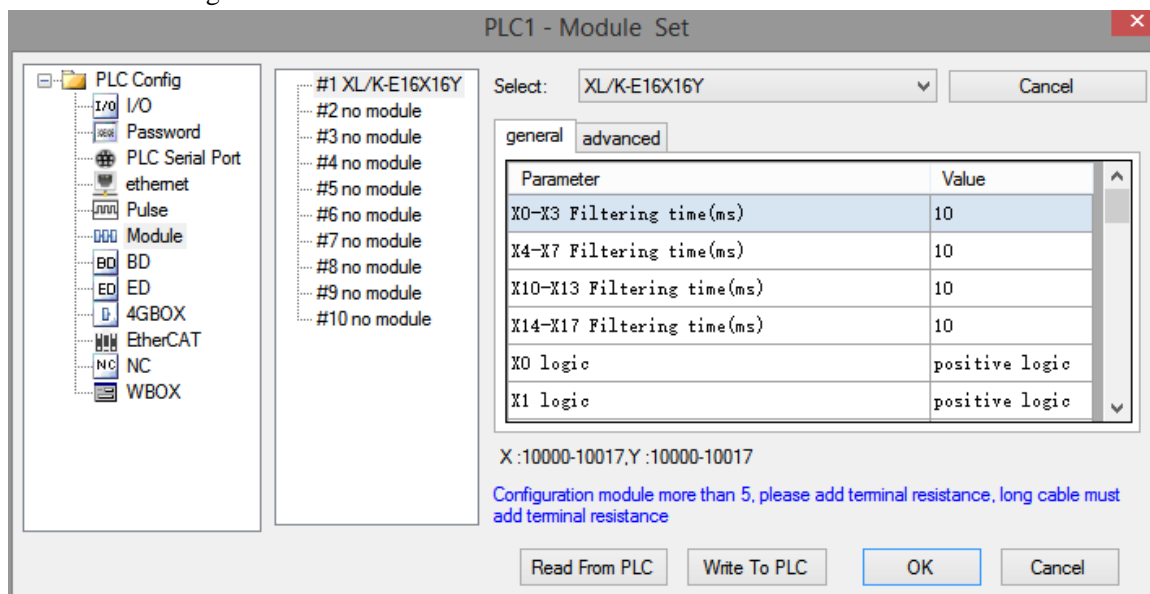 PLC1 - Module Set
PLC Config
I/O I/O
Password
PLC Serial Port
ethernet
Pulse
Module
BD BD
ED ED
4GBOX
EtherCAT
NC NC
WBOX
#1 XL/K-E16X16Y
#2 no module
#3 no module
#4 no module
#5 no module
#6 no module
#7 no module
#8 no module
#9 no module
#10 no module
Select: XL/K-E16X16Y Cancel
general advanced
Parameter Value
X0-X3 Filtering time(ms) 10
X4-X7 Filtering time(ms) 10
X10-X13 Filtering time(ms) 10
X14-X17 Filtering time(ms) 10
X0 logic positive logic
X1 logic positive logic
X :10000-10017,Y :10000-10017
Configuration module more than 5, please add terminal resistance, long cable must
add terminal resistance
Read From PLC Write To PLC OK Cancel